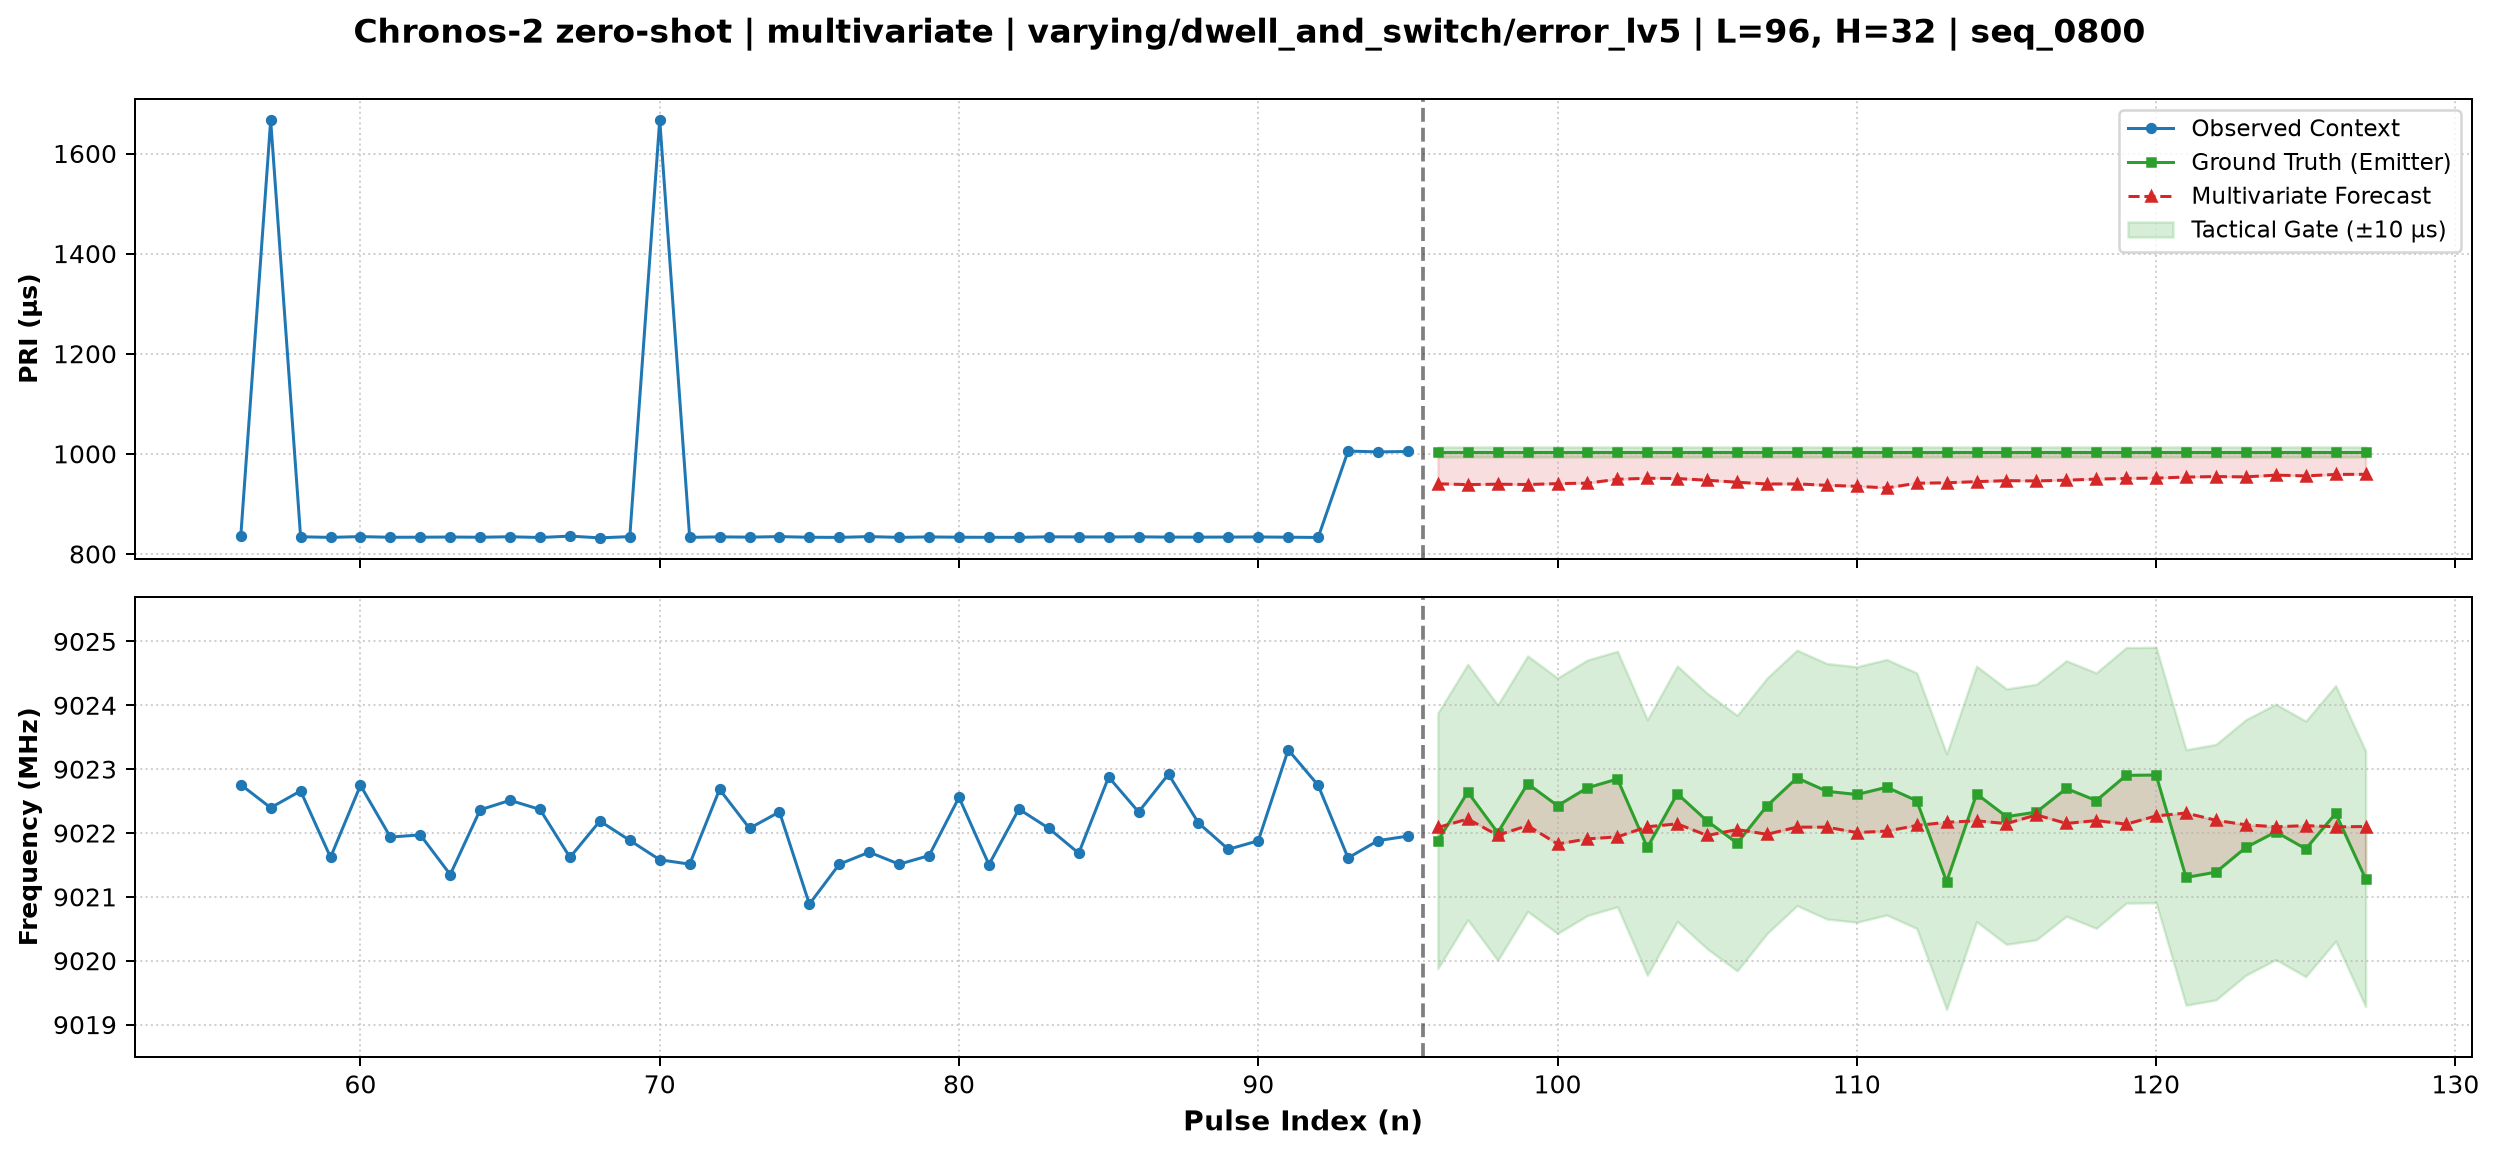 Chronos-2 zero-shot | multivariate | varying/dwell_and_switch/error_lv5 | L=96, H=32 | seq_0800
1600
1400
1200
1000
800
PRI (µs)
Observed Context
Ground Truth (Emitter)
Multivariate Forecast
Tactical Gate (±10 µs)
9025
9024
9023
9022
9021
9020
9019
Frequency (MHz)
60 70 80 90 100 110 120 130
Pulse Index (n)